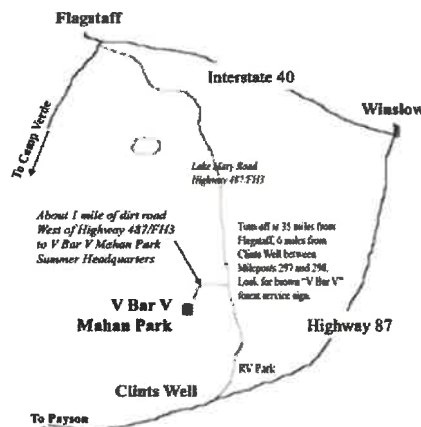 Flagstaff
Interstate 40
Winslow
To Camp Verde
Lake Mary Road
Highway 487/FH3
About 1 mile of dirt road
West of Highway 487/FH3
to V Bar V Mahan Park
Summer Headquarters
Turn off is 35 miles from
Flagstaff, 6 miles from
Clints Well between
Mileposts 297 and 298.
Look for brown "V Bar V"
forest service sign.
V Bar V
Mahan Park
Highway 87
RV Park
Clints Well
To Payson